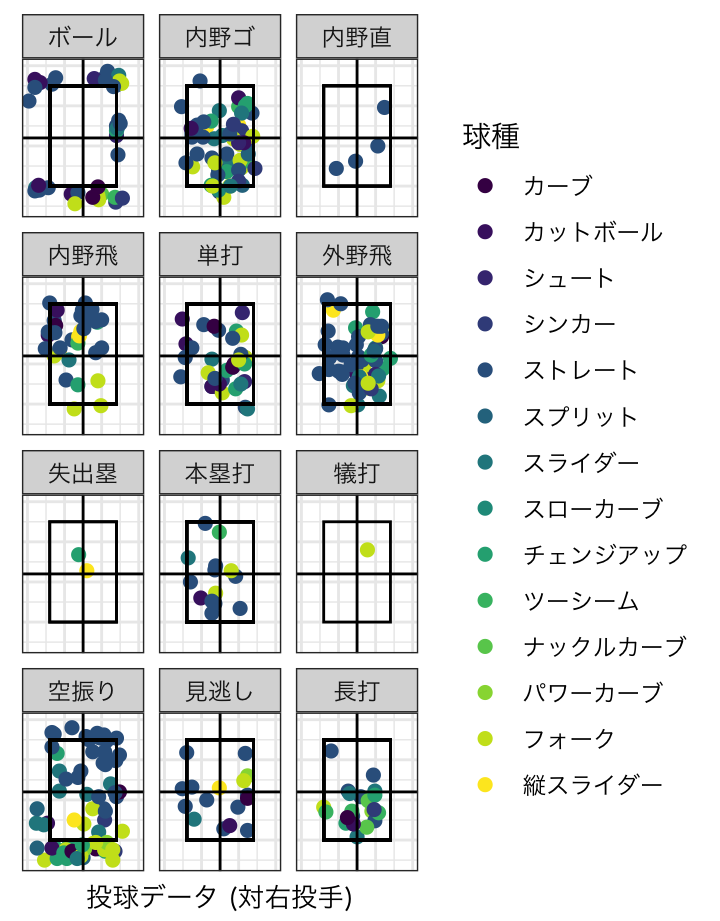 ボール 内野ゴ 内野直
内野飛 単打 外野飛
失出塁 本塁打 犠打
空振り 見逃し 長打
投球データ (対右投手)
球種
カーブ
カットボール
シュート
シンカー
ストレート
スプリット
スライダー
スローカーブ
チェンジアップ
ツーシーム
ナックルカーブ
パワーカーブ
フォーク
縦スライダー